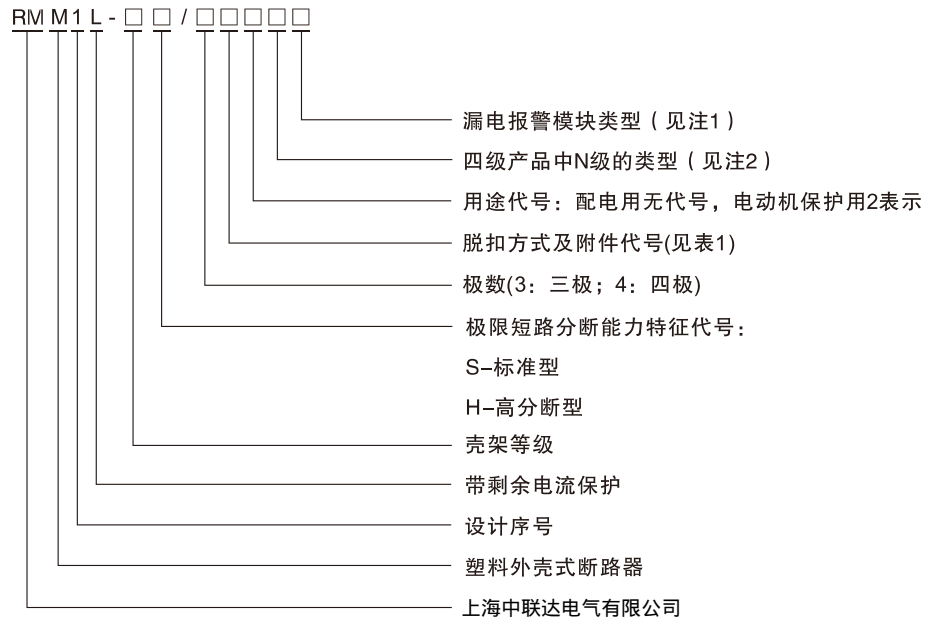 RM M 1 L - □ □ / □ □ □ □ □
漏电报警模块类型（见注1）
四级产品中N级的类型（见注2）
用途代号：配电用无代号，电动机保护用2表示
脱扣方式及附件代号(见表1)
极数(3：三极；4：四极)
极限短路分断能力特征代号：
S–标准型
H–高分断型
壳架等级
带剩余电流保护
设计序号
塑料外壳式断路器
上海中联达电气有限公司